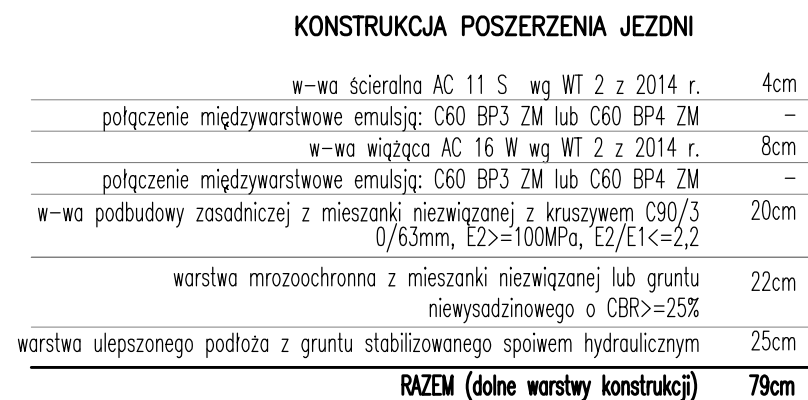 KONSTRUKCJA POSZERZENIA JEZDNI
w-wa ścieralna AC 11 S wg WT 2 z 2014 r. 4cm
połączenie międzywarstwowe emulsją: C60 BP3 ZM lub C60 BP4 ZM -
w-wa wiążąca AC 16 W wg WT 2 z 2014 r. 8cm
połączenie międzywarstwowe emulsją: C60 BP3 ZM lub C60 BP4 ZM -
w-wa podbudowy zasadniczej z mieszanki niezwiązanej z kruszywem C90/3 20cm
0/63mm, E2>=100MPa, E2/E1<=2,2
warstwa mrozoochronna z mieszanki niezwiązanej lub gruntu 22cm
niewysadzinowego o CBR>=25%
warstwa ulepszonego podłoża z gruntu stabilizowanego spoiwem hydraulicznym 25cm
RAZEM (dolne warstwy konstrukcji) 79cm